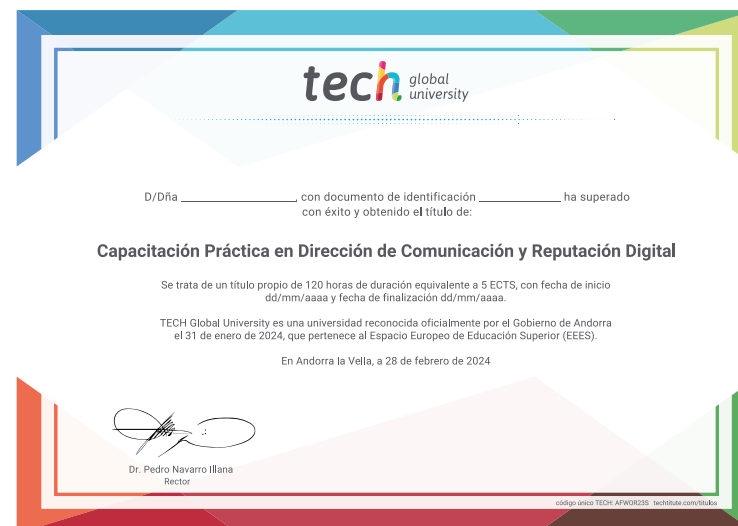 tech global university
D/Dña ______________, con documento de identificación __________ ha superado
con éxito y obtenido el título de:
Capacitación Práctica en Dirección de Comunicación y Reputación Digital
Se trata de un título propio de 120 horas de duración equivalente a 5 ECTS, con fecha de inicio
dd/mm/aaaa y fecha de finalización dd/mm/aaaa.
TECH Global University es una universidad reconocida oficialmente por el Gobierno de Andorra
el 31 de enero de 2024, que pertenece al Espacio Europeo de Educación Superior (EEES).
En Andorra la Vella, a 28 de febrero de 2024
Dr. Pedro Navarro Illana
Rector
código único TECH: AFWOR23S techtitute.com/titulos